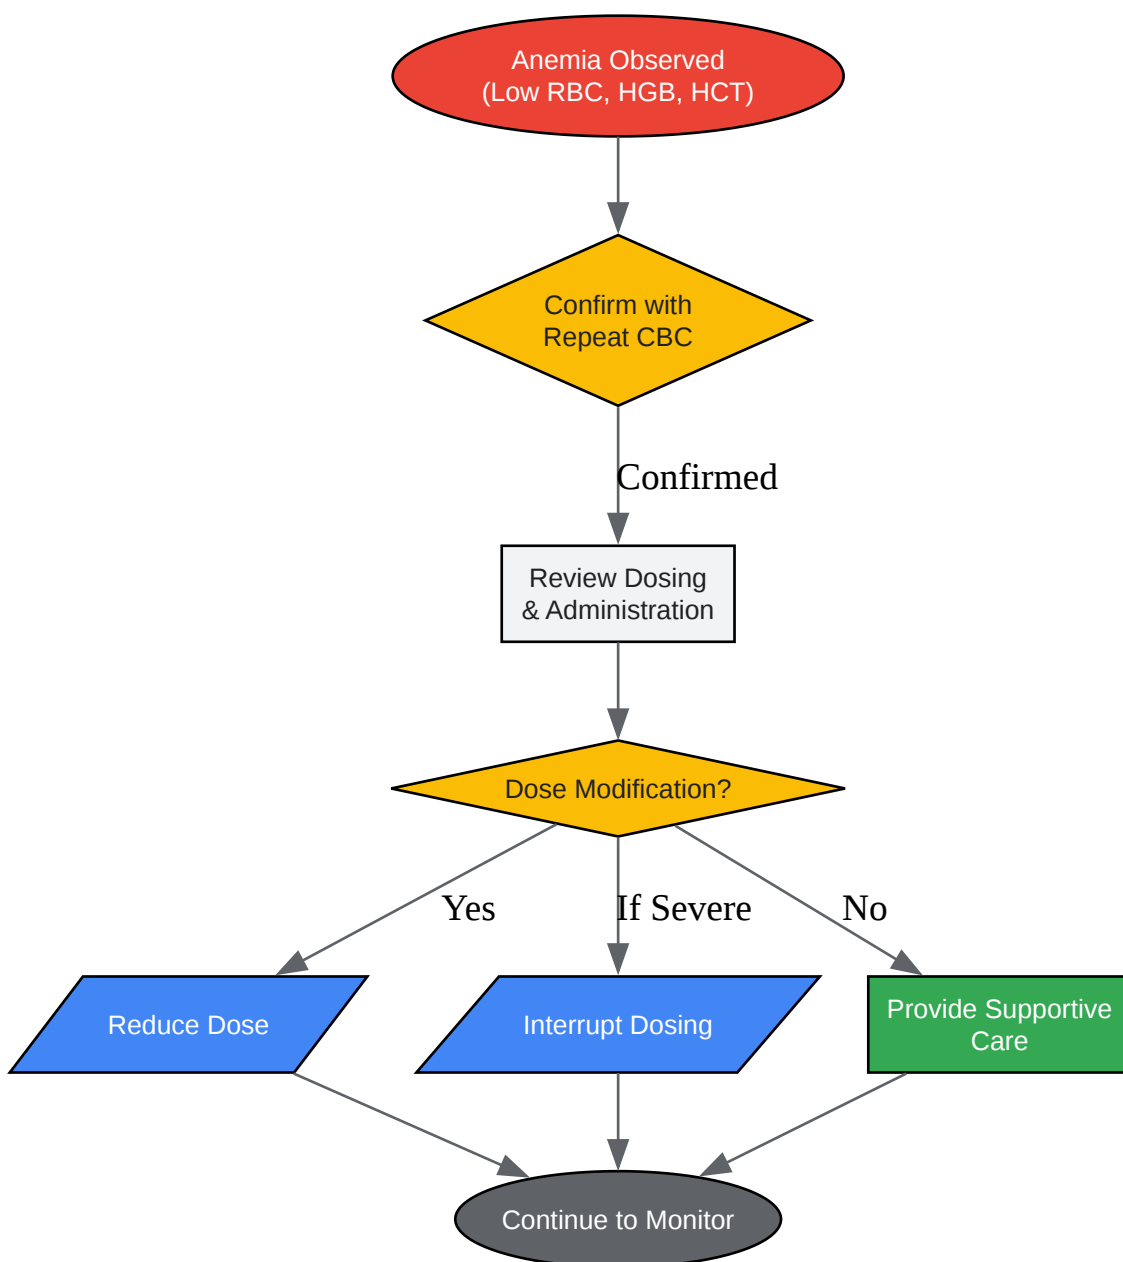 Anemia Observed
(Low RBC, HGB, HCT)
Confirm with
Repeat CBC
Confirmed
Review Dosing
& Administration
Dose Modification?
Yes
If Severe
No
Reduce Dose
Interrupt Dosing
Provide Supportive
Care
Continue to Monitor